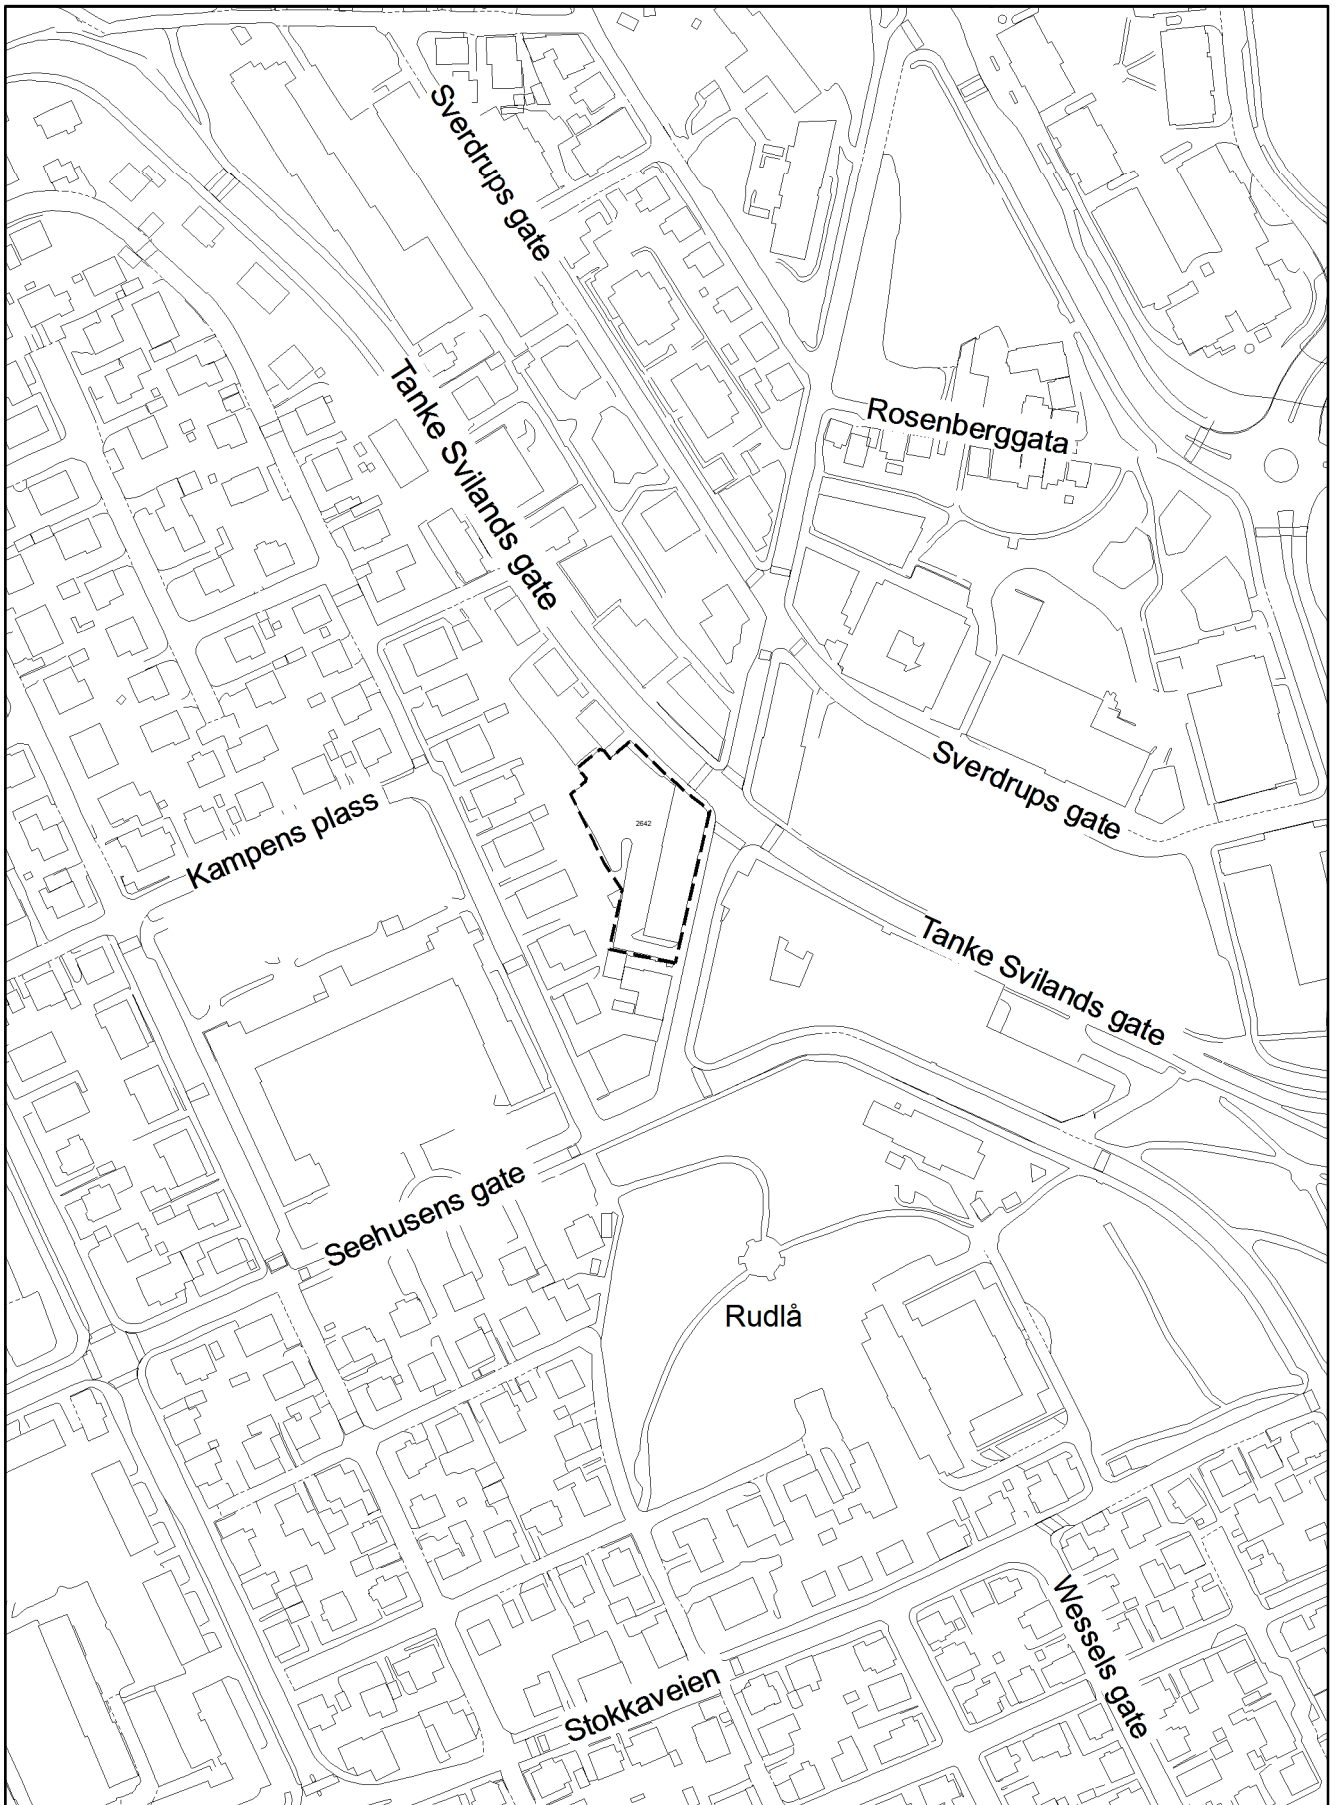 Sverdrups gate
Tanke Svilands gate
Rosenberggata
Sverdrups gate
Kampens plass
2642
Tanke Svilands gate
Seehusens gate
Rudlå
Wessels gate
Stokkaveien